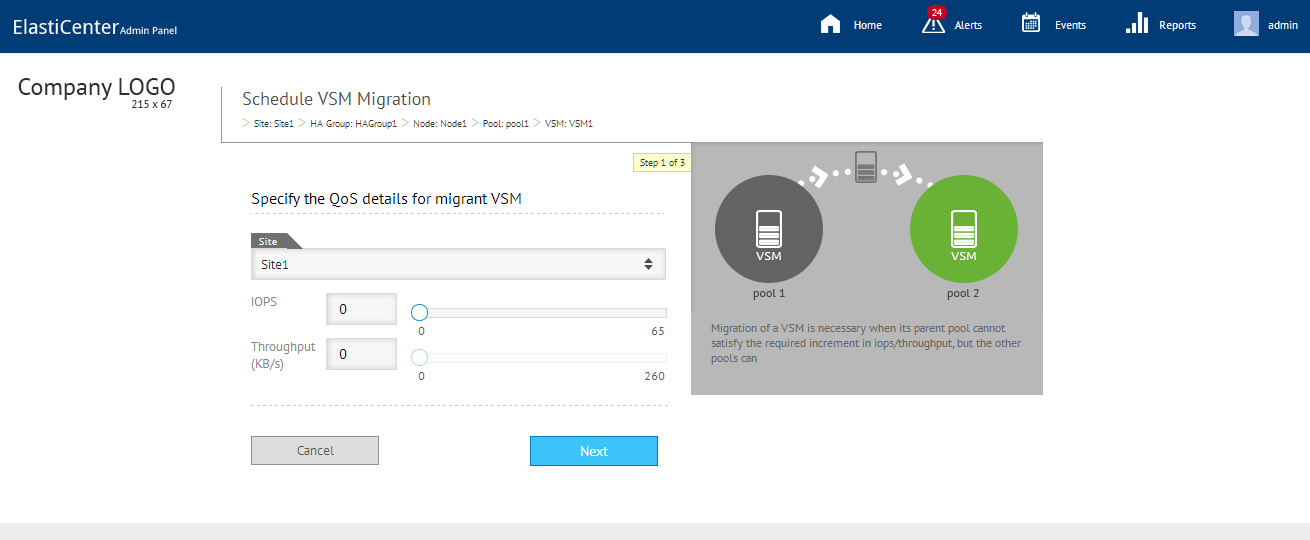 ElastiCenter Admin Panel
Home
24
Alerts
Events
Reports
admin
Company LOGO
215 x 67
Schedule VSM Migration
> Site: Site1 > HA Group: HAGroup1 > Node: Node1 > Pool: pool1 > VSM: VSM1
Step 1 of 3
Specify the QoS details for migrant VSM
Site
Site1
IOPS
0
0
65
Throughput
(KB/s)
0
0
260
Cancel
Next
VSM
pool 1
VSM
pool 2
Migration of a VSM is necessary when its parent pool cannot
satisfy the required increment in iops/throughput, but the other
pools can